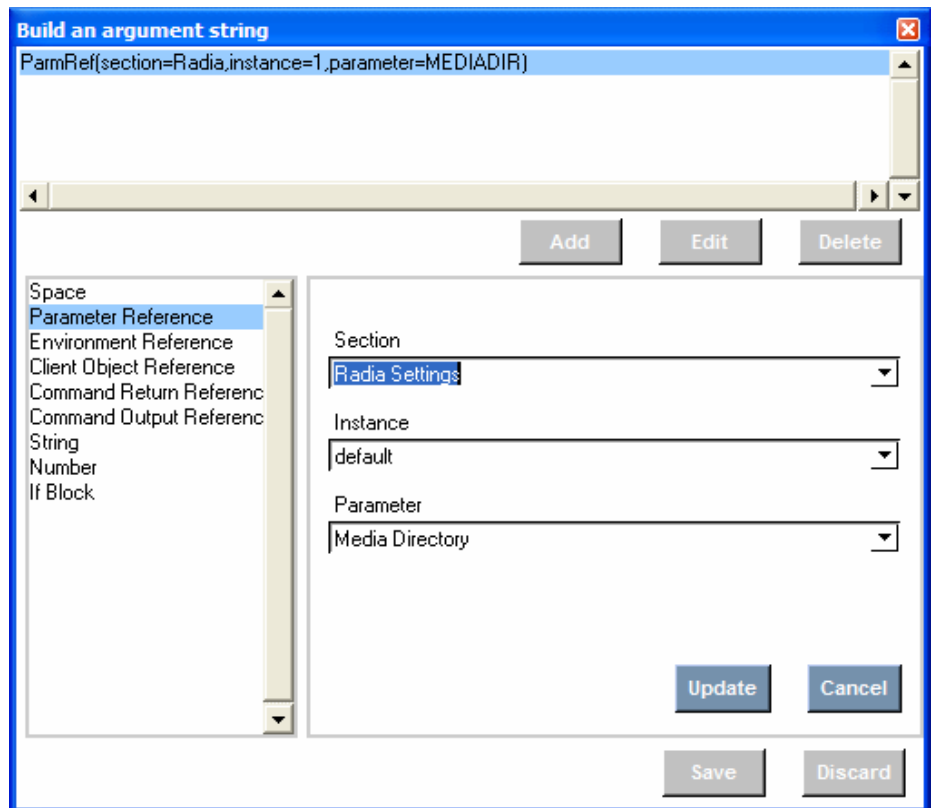 Build an argument string
ParmRef(section=Radia,instance=1,parameter=MEDIADIR)
Add Edit Delete
Space
Parameter Reference
Environment Reference
Client Object Reference
Command Return Referenc
Command Output Referenc
String
Number
If Block
Section
Radia Settings
Instance
default
Parameter
Media Directory
Update Cancel
Save Discard